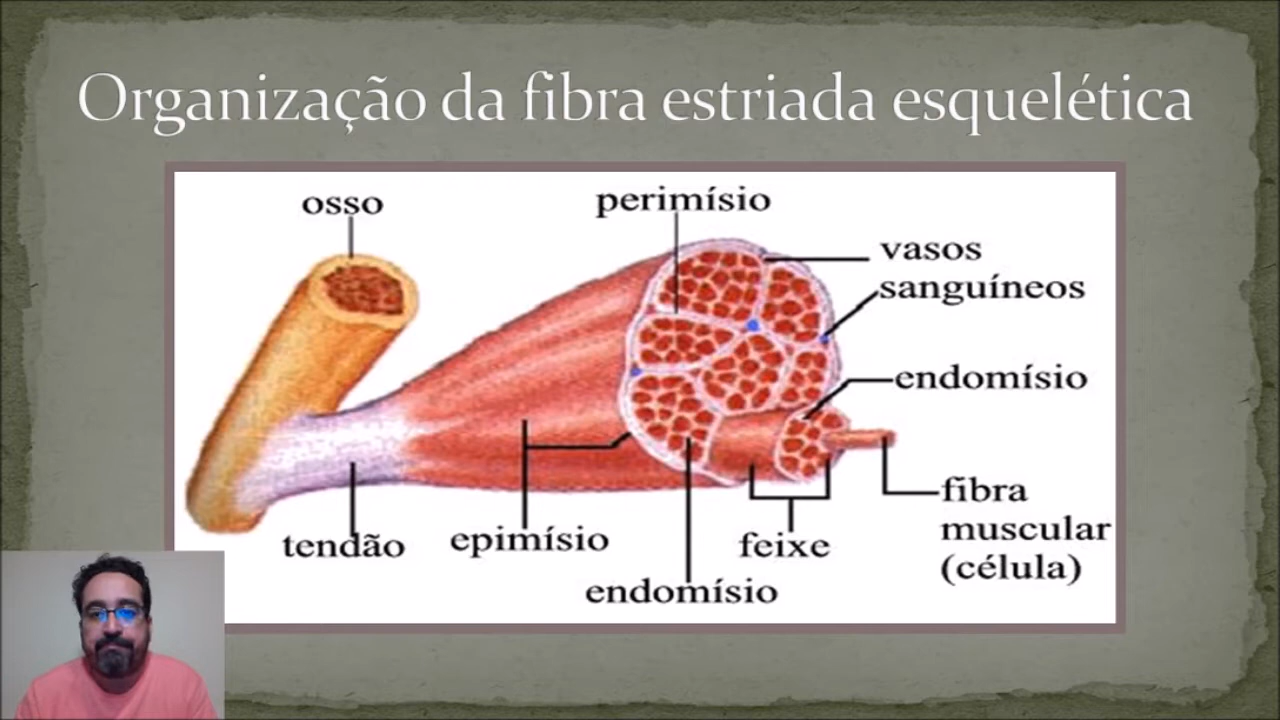 Organização da fibra estriada esquelética
osso
perimísio
vasos
sanguíneos
endomísio
fibra
muscular
(célula)
tendão
epimísio
feixe
endomísio